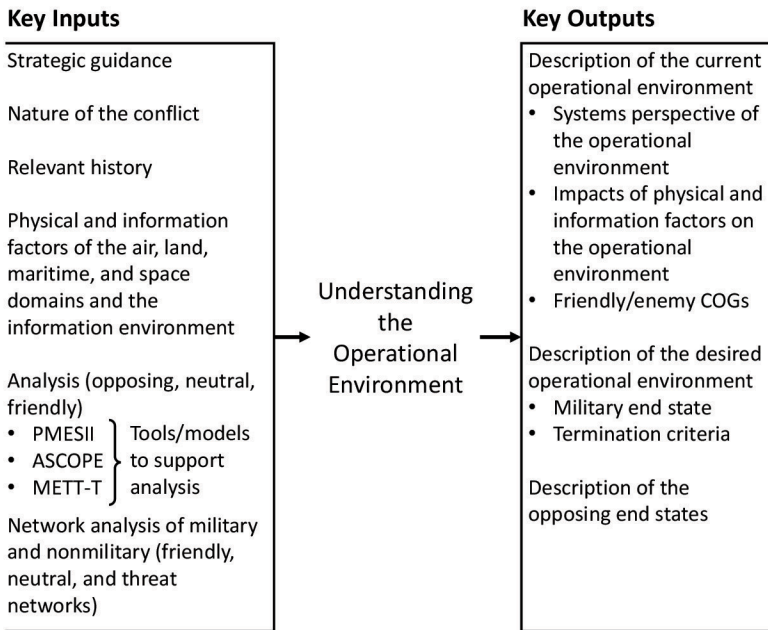 Key Inputs
Strategic guidance
Nature of the conflict
Relevant history
Physical and information
factors of the air, land,
maritime, and space
domains and the
information environment
Analysis (opposing, neutral,
friendly)
• PMESII
• ASCOPE
• METT-T
Tools/models
to support
analysis
Network analysis of military
and nonmilitary (friendly,
neutral, and threat
networks)
Understanding
the
Operational
Environment
Key Outputs
Description of the current
operational environment
• Systems perspective of
the operational
environment
• Impacts of physical and
information factors on
the operational
environment
• Friendly/enemy COGs
Description of the desired
operational environment
• Military end state
• Termination criteria
Description of the
opposing end states